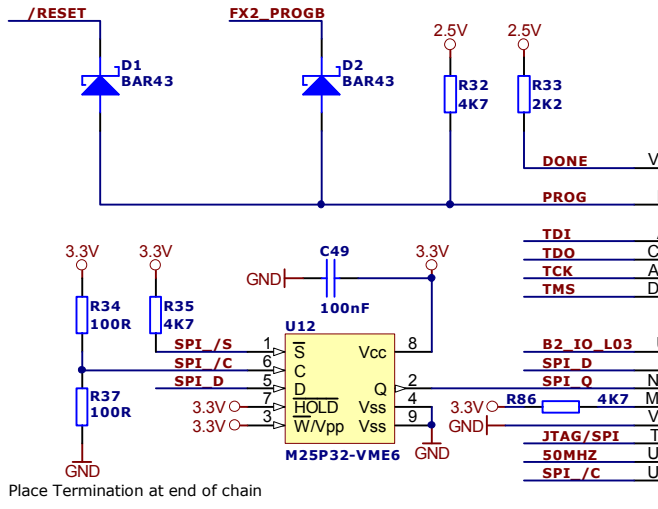 /RESET
FX2_PROGB
2.5V
2.5V
D1
BAR43
D2
BAR43
R32
4K7
R33
2K2
DONE
V
PROG
TDI
TDO
C
TCK
A
TMS
D
3.3V
3.3V
C49
3.3V
GND
100nF
R34
100R
R35
4K7
U12
SPI_/S
1
S
Vcc
8
B2_IO_L03
SPI_/C
6
C
SPI_D
SPI_D
5
D
Q
2
SPI_Q
N
R37
100R
3.3V
7
HOLD
Vss
4
3.3V
R86
4K7
M
3.3V
3
W/Vpp
Vss
9
GND
V
JTAG/SPI
T
GND
M25P32-VME6
GND
50MHZ
U
SPI_/C
U
Place Termination at end of chain